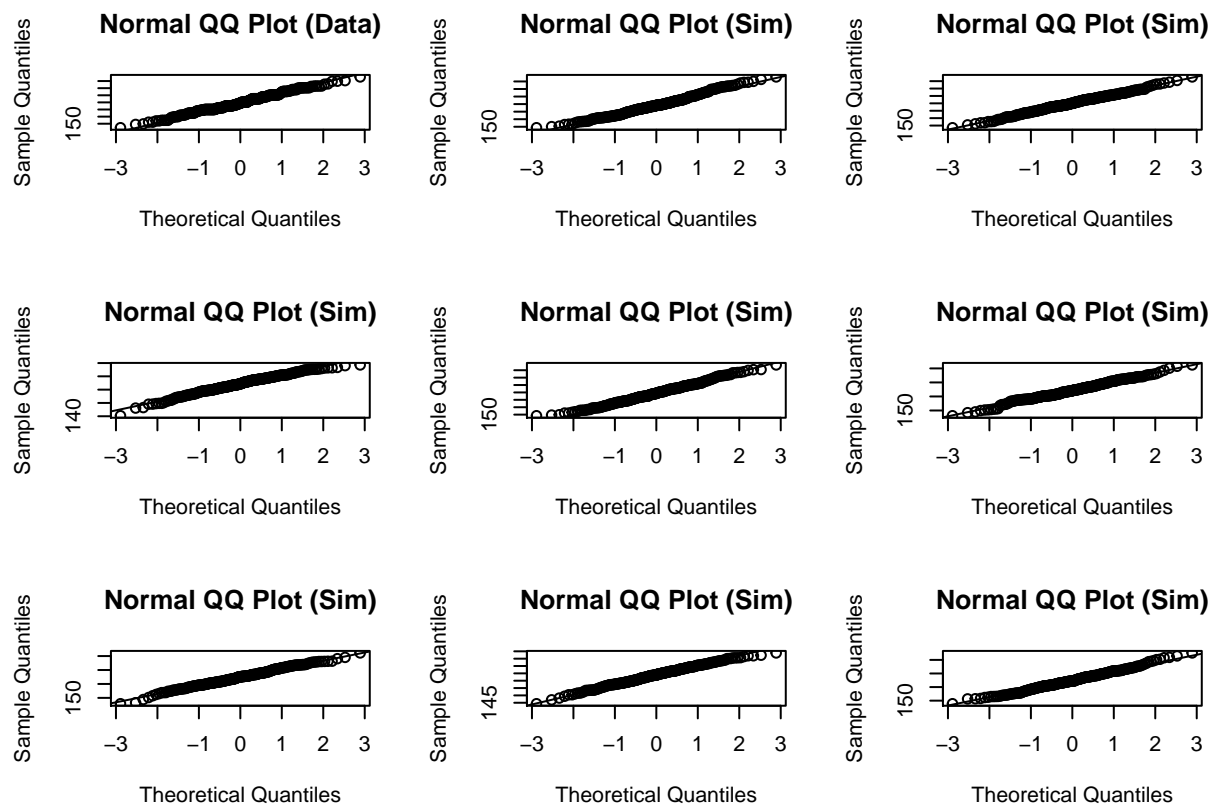 Normal QQ Plot (Data)
Sample Quantiles
150
−3 −1 0 1 2 3
Theoretical Quantiles
Normal QQ Plot (Sim)
Sample Quantiles
150
−3 −1 0 1 2 3
Theoretical Quantiles
Normal QQ Plot (Sim)
Sample Quantiles
150
−3 −1 0 1 2 3
Theoretical Quantiles
Normal QQ Plot (Sim)
Sample Quantiles
140
−3 −1 0 1 2 3
Theoretical Quantiles
Normal QQ Plot (Sim)
Sample Quantiles
150
−3 −1 0 1 2 3
Theoretical Quantiles
Normal QQ Plot (Sim)
Sample Quantiles
150
−3 −1 0 1 2 3
Theoretical Quantiles
Normal QQ Plot (Sim)
Sample Quantiles
150
−3 −1 0 1 2 3
Theoretical Quantiles
Normal QQ Plot (Sim)
Sample Quantiles
145
−3 −1 0 1 2 3
Theoretical Quantiles
Normal QQ Plot (Sim)
Sample Quantiles
150
−3 −1 0 1 2 3
Theoretical Quantiles